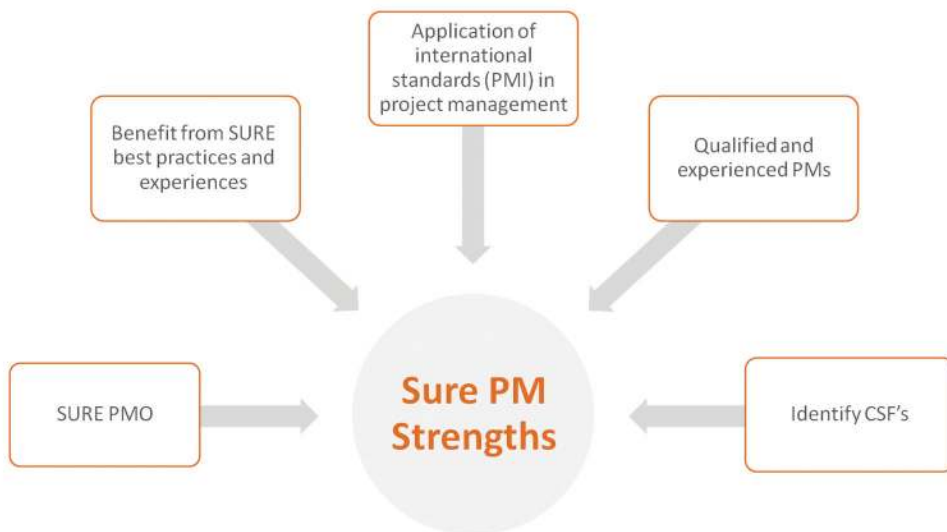 Application of
international
standards (PMI) in
project management
Benefit from SURE
best practices and
experiences
Qualified and
experienced PMs
SURE PMO
Sure PM
Strengths
Identify CSF's